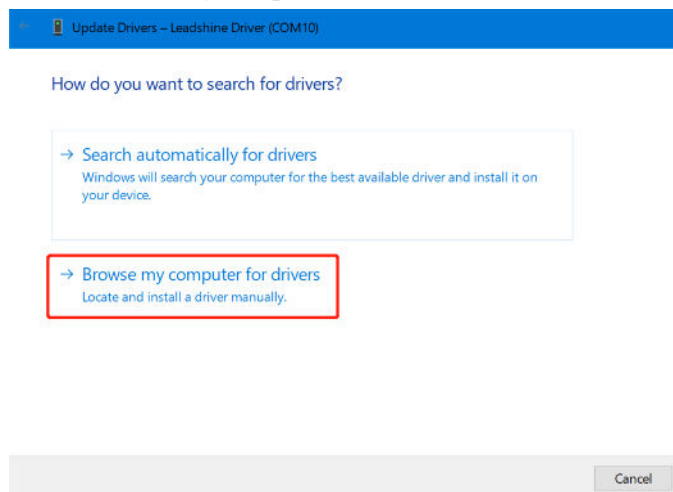 Update Drivers – Leadshine Driver (COM10)
How do you want to search for drivers?
→ Search automatically for drivers
Windows will search your computer for the best available driver and install it on
your device.
→ Browse my computer for drivers
Locate and install a driver manually.
Cancel